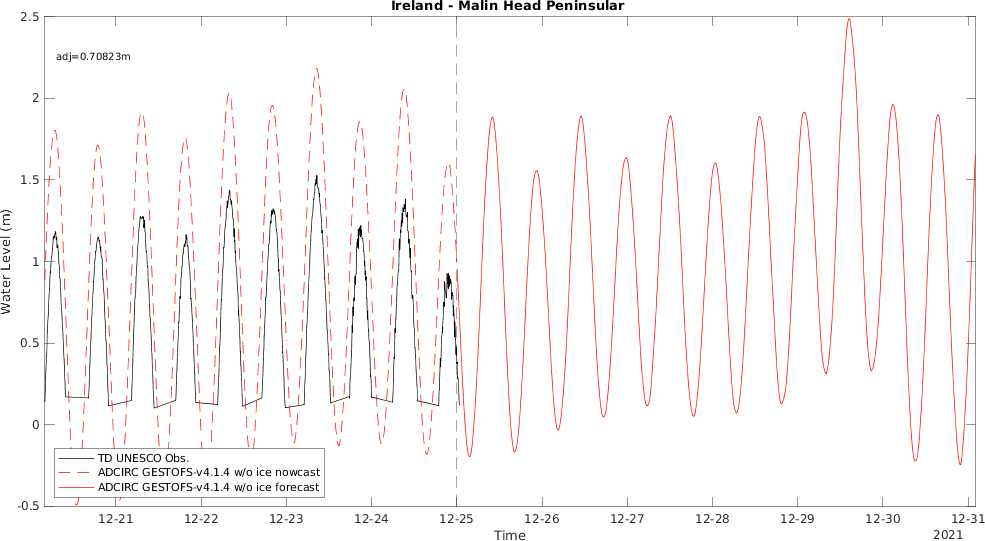 Ireland - Malin Head Peninsular
2.5
adj=0.70823m
2
1.5
Water Level (m)
1
0.5
0
TD UNESCO Obs.
ADCIRC GESTOFS-v4.1.4 w/o ice nowcast
ADCIRC GESTOFS-v4.1.4 w/o ice forecast
-0.5
12-21 12-22 12-23 12-24 12-25 12-26 12-27 12-28 12-29 12-30 12-31
Time
2021